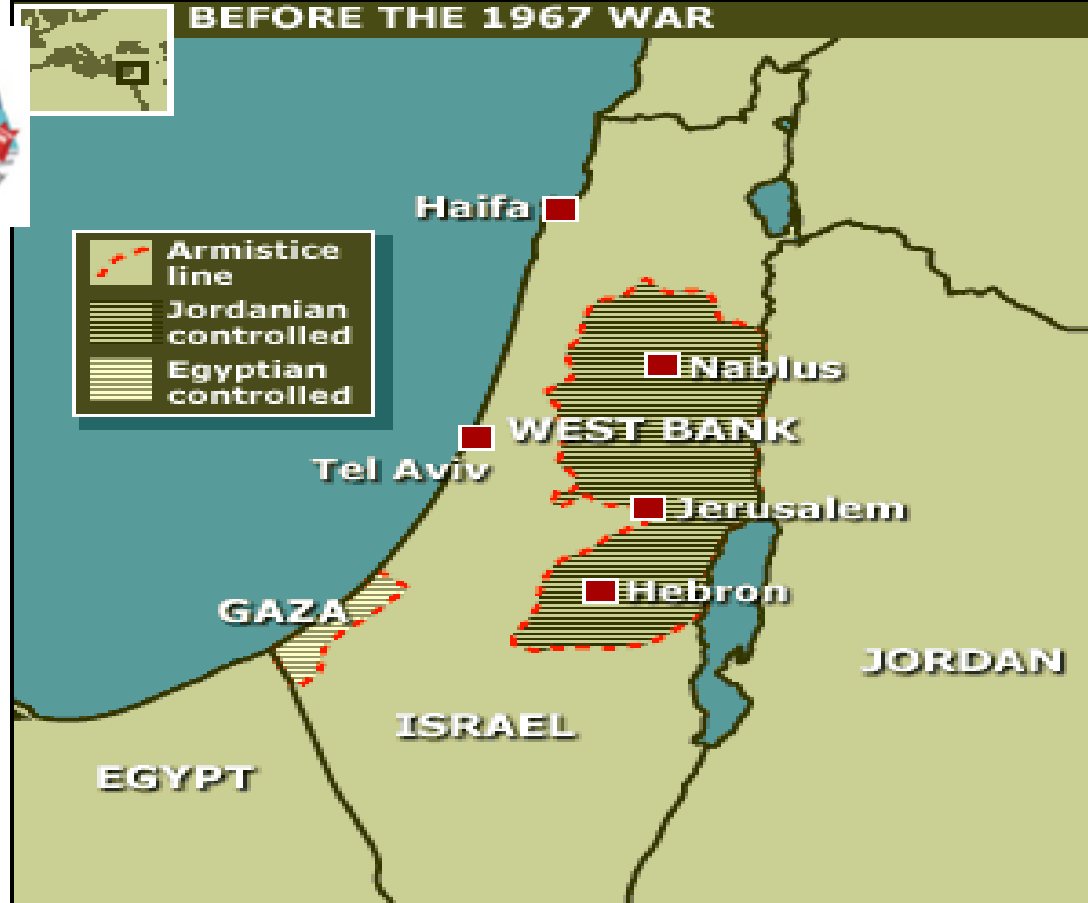 BEFORE THE 1967 WAR
Haifa
Armistice
line
Jordanian
controlled
Egyptian
controlled
Nablus
WEST BANK
Tel Aviv
Jerusalem
Hebron
GAZA
JORDAN
ISRAEL
EGYPT